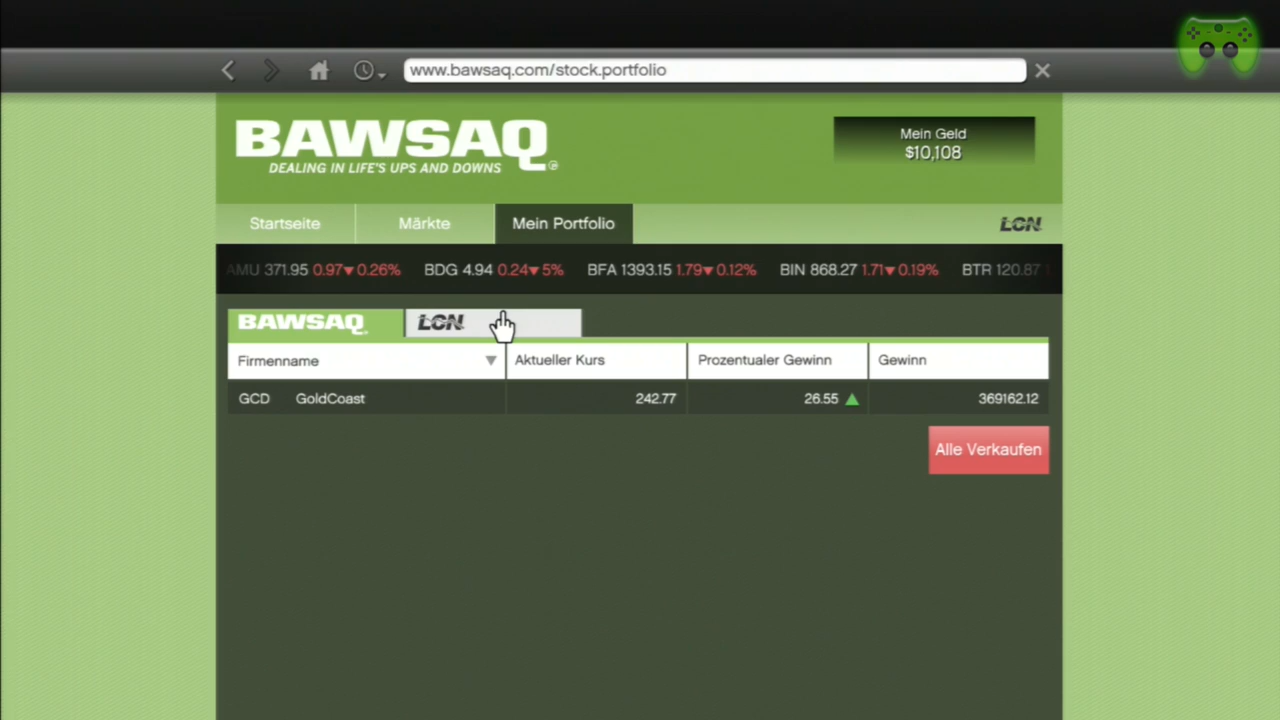 www.bawsaq.com/stock.portfolio
BAWSAQ
DEALING IN LIFE'S UPS AND DOWNS
Mein Geld
$10,108
Startseite Märkte Mein Portfolio LCN
AMU 371.95 0.97▼0.26% BDG 4.94 0.24▼5% BFA 1393.15 1.79▼0.12% BIN 868.27 1.71▼0.19% BTR 120.87
BAWSAQ LCN
Firmenname ▼ Aktueller Kurs Prozentualer Gewinn Gewinn
GCD GoldCoast 242.77 26.55 ▲ 369162.12
Alle Verkaufen